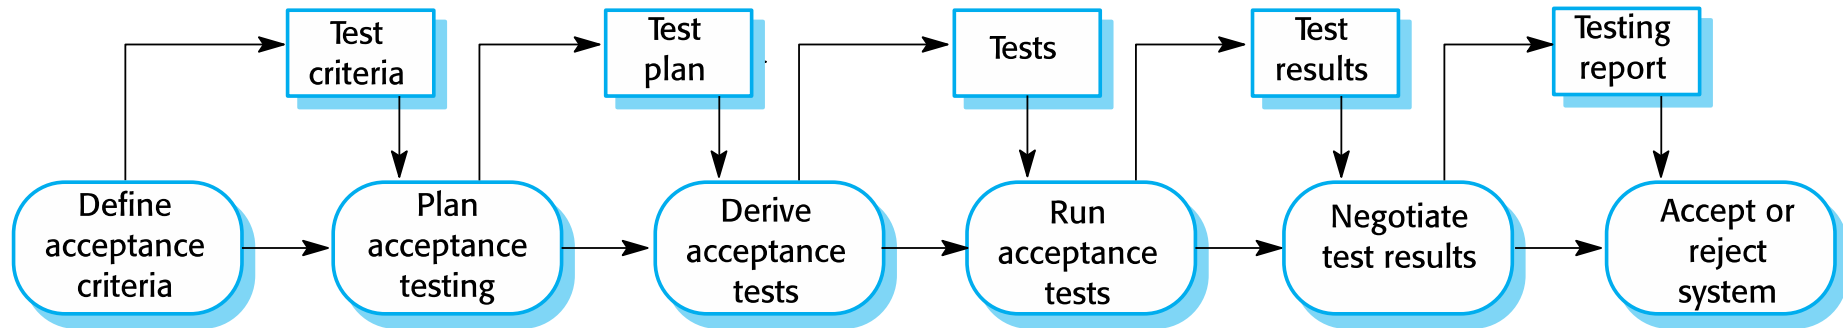 Test
criteria
Test
plan
Tests
Test
results
Testing
report
Define
acceptance
criteria
Plan
acceptance
testing
Derive
acceptance
tests
Run
acceptance
tests
Negotiate
test results
Accept or
reject
system